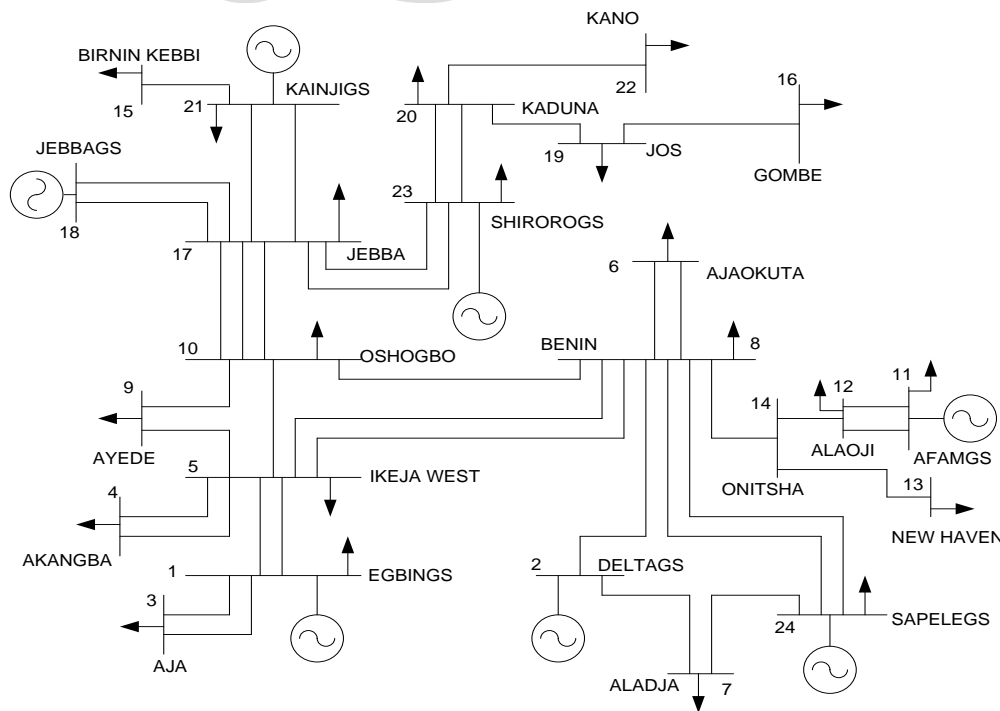 KANO
BIRNIN KEBBI
KAINJIGS
16
15
21
20
KADUNA
22
JEBBAGS
19
JOS
GOMBE
23
SHIROROGS
18
17
JEBBA
6
AJAOKUTA
10
OSHOGBO
BENIN
8
9
14
12
11
AYEDE
5
IKEJA WEST
ALAOJI
AFAMGS
4
ONITSHA
13
AKANGBA
NEW HAVEN
1
EGBINGS
2
DELTAGS
3
24
SAPELEGS
AJA
ALADJA
7